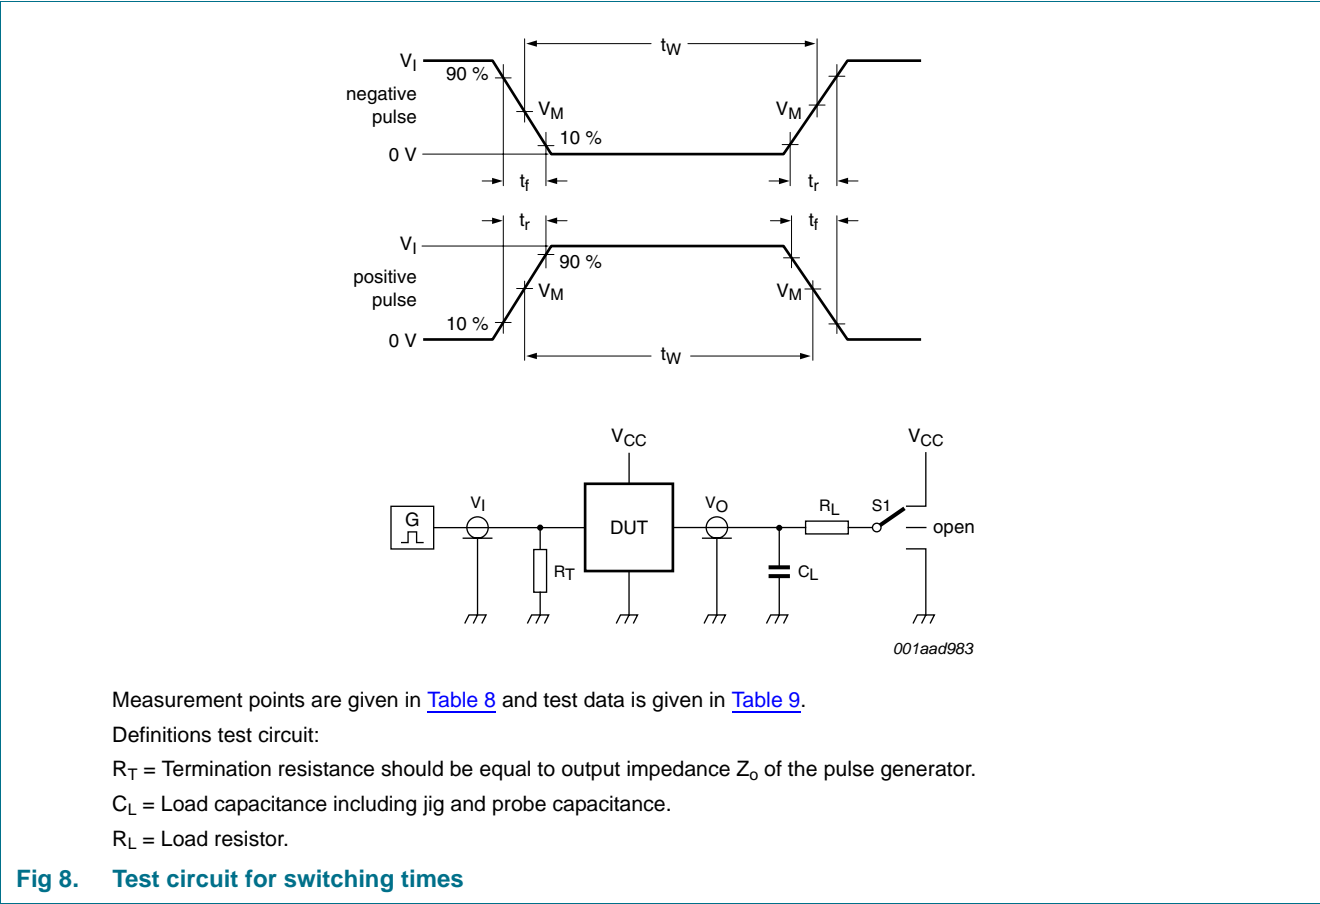 tW
VI
90 %
negative
pulse
VM
VM
10 %
0 V
tf
tr
tr
tf
VI
90 %
positive
pulse
VM
VM
10 %
0 V
tW
VCC
VCC
G
VI
DUT
VO
RL
S1
open
RT
CL
001aad983
Measurement points are given in Table 8 and test data is given in Table 9.
Definitions test circuit:
RT = Termination resistance should be equal to output impedance Zo of the pulse generator.
CL = Load capacitance including jig and probe capacitance.
RL = Load resistor.
Fig 8. Test circuit for switching times